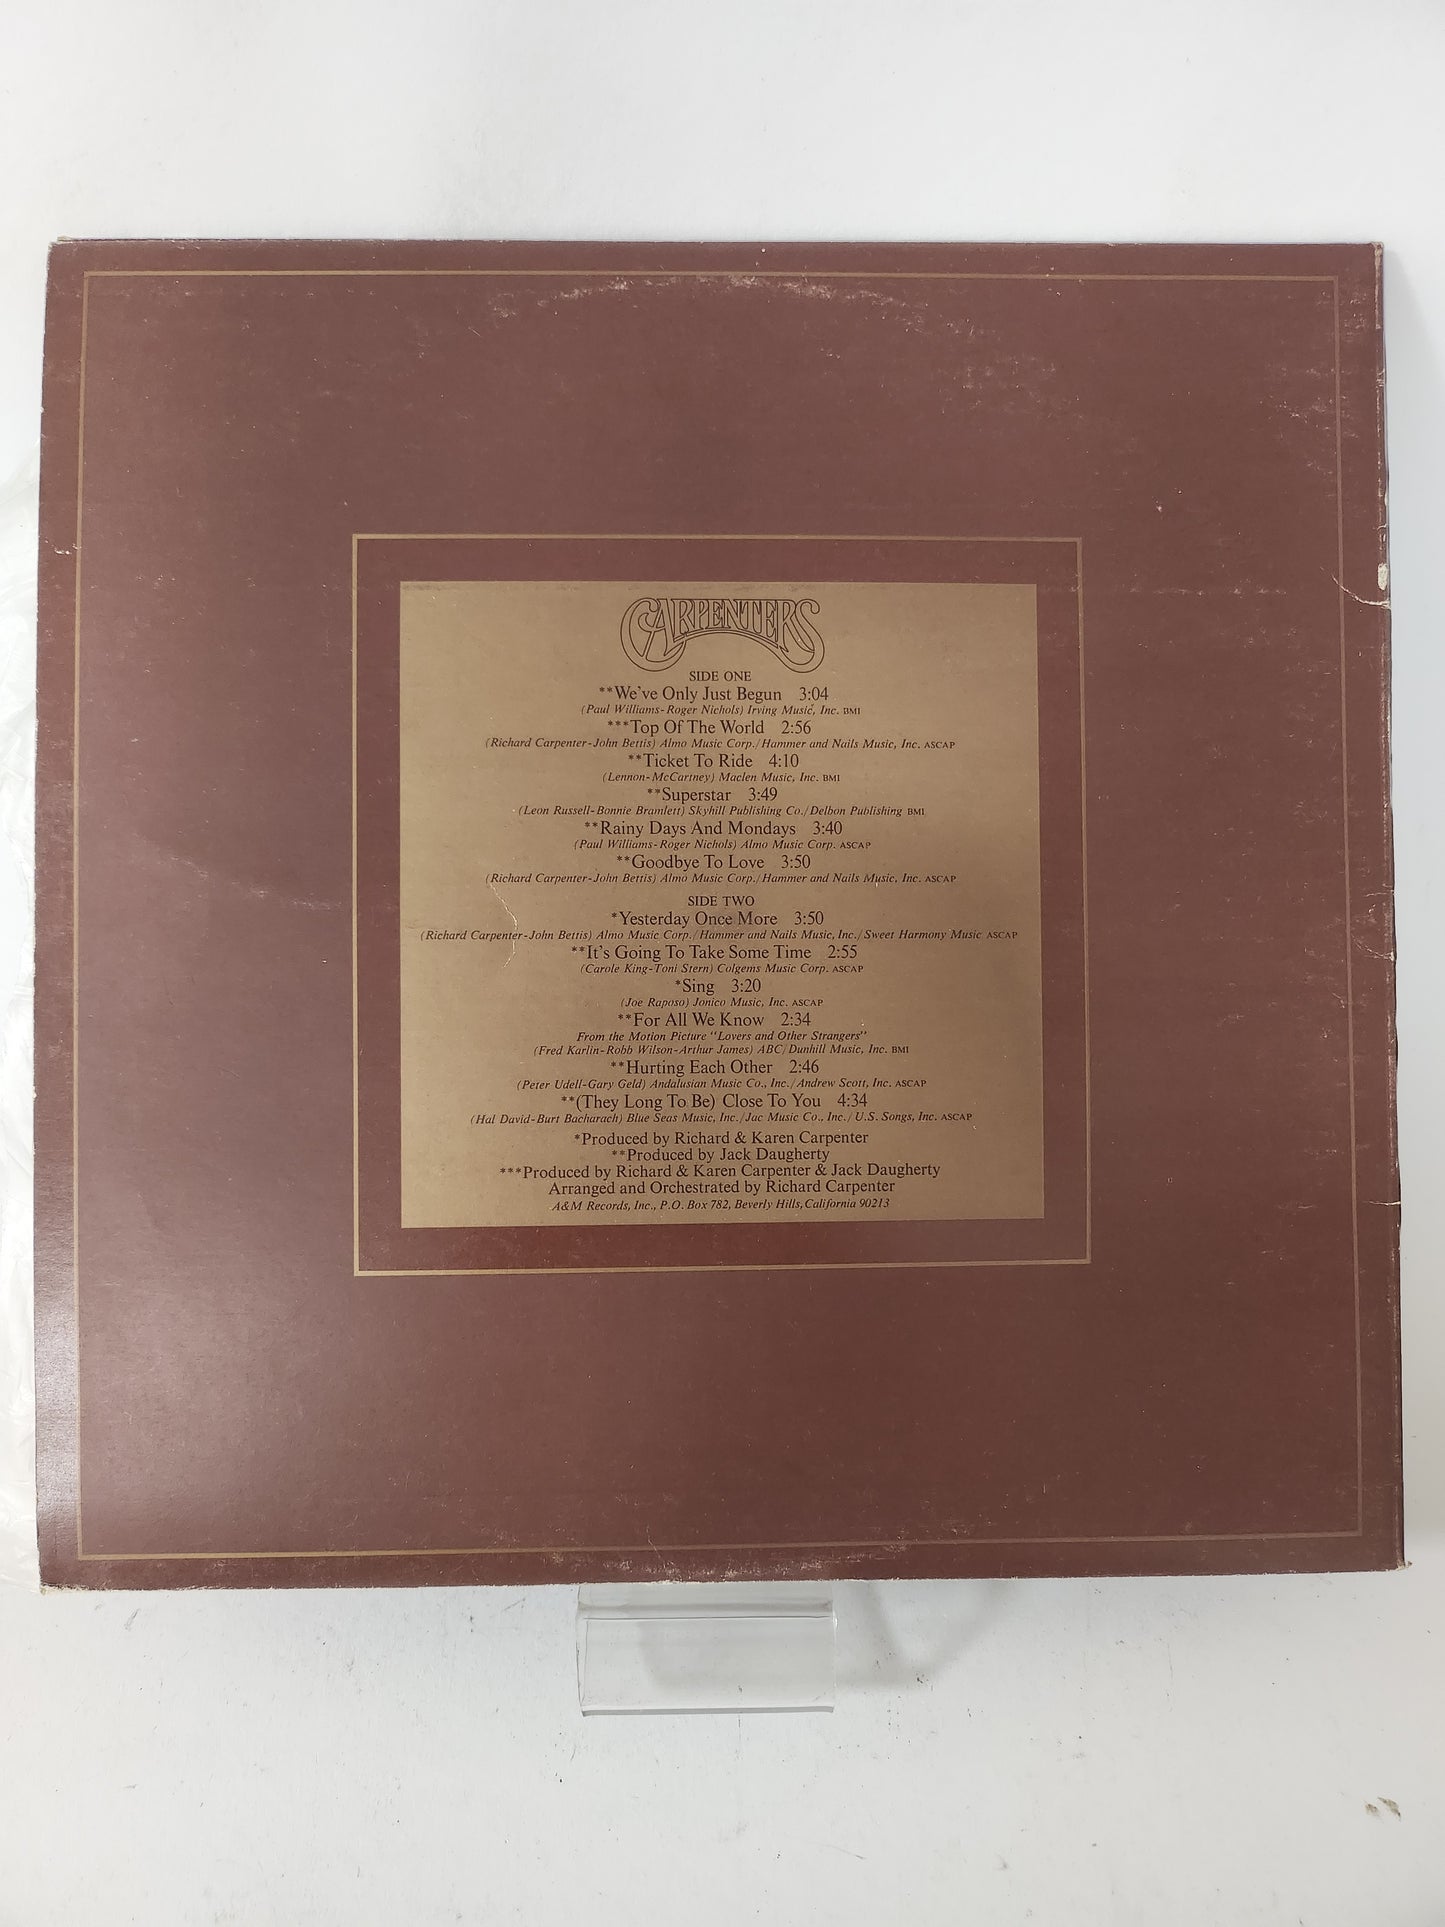 CARPENTERS
SIDE ONE
**We've Only Just Begun 3:04
(Paul Williams-Roger Nichols) Irving Music, Inc. BMI
***Top Of The World 2:56
(Richard Carpenter-John Bettis) Almo Music Corp./Hammer and Nails Music, Inc. ASCAP
**Ticket To Ride 4:10
(Lennon-McCartney) Maclen Music, Inc. BMI
**Superstar 3:49
(Leon Russell-Bonnie Bramlett) Skyhill Publishing Co./Delbon Publishing BMI
**Rainy Days And Mondays 3:40
(Paul Williams-Roger Nichols) Almo Music Corp. ASCAP
**Goodbye To Love 3:50
(Richard Carpenter-John Bettis) Almo Music Corp./Hammer and Nails Music, Inc. ASCAP
SIDE TWO
*Yesterday Once More 3:50
(Richard Carpenter-John Bettis) Almo Music Corp./Hammer and Nails Music, Inc./Sweet Harmony Music ASCAP
**It's Going To Take Some Time 2:55
(Carole King-Toni Stern) Colgems Music Corp. ASCAP
*Sing 3:20
(Joe Raposo) Jonico Music, Inc. ASCAP
**For All We Know 2:34
From the Motion Picture "Lovers and Other Strangers"
(Fred Karlin-Robb Wilson-Arthur James) ABC/Dunhill Music, Inc. BMI
**Hurting Each Other 2:46
(Peter Udell-Gary Geld) Andalusian Music Co., Inc./Andrew Scott, Inc. ASCAP
**(They Long To Be) Close To You 4:34
(Hal David-Burt Bacharach) Blue Seas Music, Inc./Jac Music Co., Inc./U.S. Songs, Inc. ASCAP
*Produced by Richard & Karen Carpenter
**Produced by Jack Daugherty
***Produced by Richard & Karen Carpenter & Jack Daugherty
Arranged and Orchestrated by Richard Carpenter
A&M Records, Inc., P.O. Box 782, Beverly Hills, California 90213